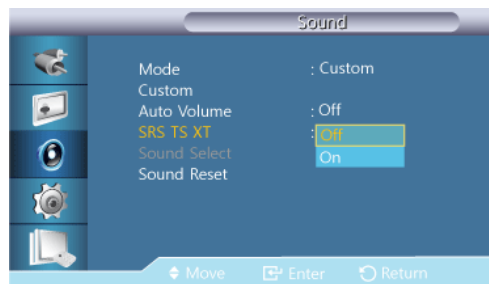 Sound
Mode : Custom
Custom
Auto Volume : Off
SRS TS XT : Off
On
Sound Select
Sound Reset
Move Enter Return